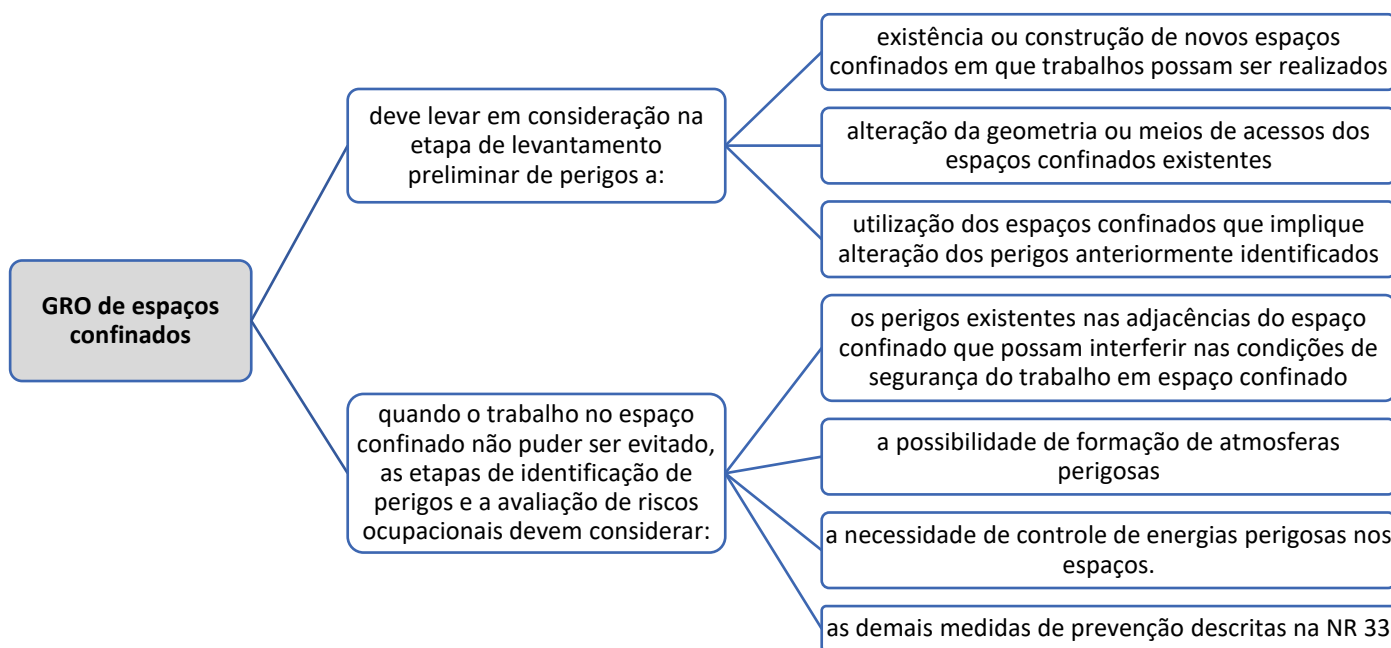 GRO de espaços
confinados
deve levar em consideração na
etapa de levantamento
preliminar de perigos a:
existência ou construção de novos espaços
confinados em que trabalhos possam ser realizados
alteração da geometria ou meios de acessos dos
espaços confinados existentes
utilização dos espaços confinados que implique
alteração dos perigos anteriormente identificados
quando o trabalho no espaço
confinado não puder ser evitado,
as etapas de identificação de
perigos e a avaliação de riscos
ocupacionais devem considerar:
os perigos existentes nas adjacências do espaço
confinado que possam interferir nas condições de
segurança do trabalho em espaço confinado
a possibilidade de formação de atmosferas
perigosas
a necessidade de controle de energias perigosas nos
espaços.
as demais medidas de prevenção descritas na NR 33